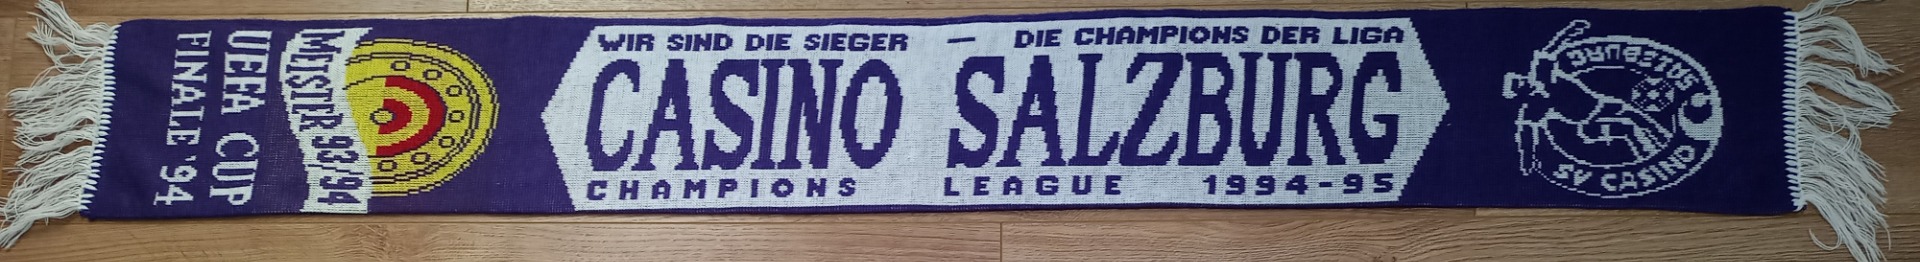 UEFA CUP
FINALE '94
MEISTER 93/94
WIR SIND DIE SIEGER — DIE CHAMPIONS DER LIGA
CASINO SALZBURG
CHAMPIONS LEAGUE 1994-95
SV CASINO SALZBURG